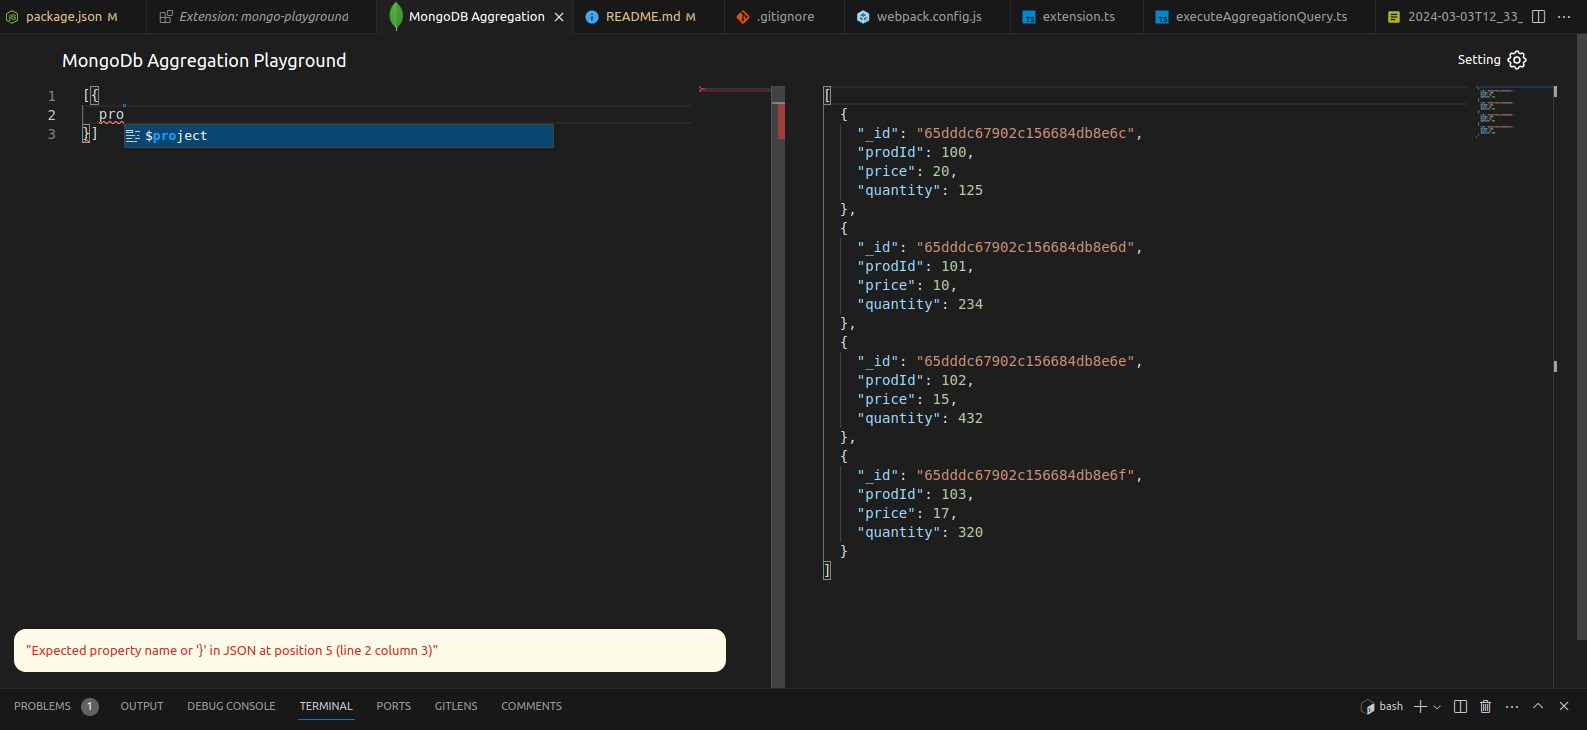 package.json M Extension: mongo-playground MongoDB Aggregation README.md M .gitignore webpack.config.js extension.ts executeAggregationQuery.ts 2024-03-03T12_33_
MongoDb Aggregation Playground
Setting
1 [{
2 pro
3 }]
$project
[
{
"_id": "65dddc67902c156684db8e6c",
"prodId": 100,
"price": 20,
"quantity": 125
},
{
"_id": "65dddc67902c156684db8e6d",
"prodId": 101,
"price": 10,
"quantity": 234
},
{
"_id": "65dddc67902c156684db8e6e",
"prodId": 102,
"price": 15,
"quantity": 432
},
{
"_id": "65dddc67902c156684db8e6f",
"prodId": 103,
"price": 17,
"quantity": 320
}
]
"Expected property name or '}' in JSON at position 5 (line 2 column 3)"
PROBLEMS 1 OUTPUT DEBUG CONSOLE TERMINAL PORTS GITLENS COMMENTS bash